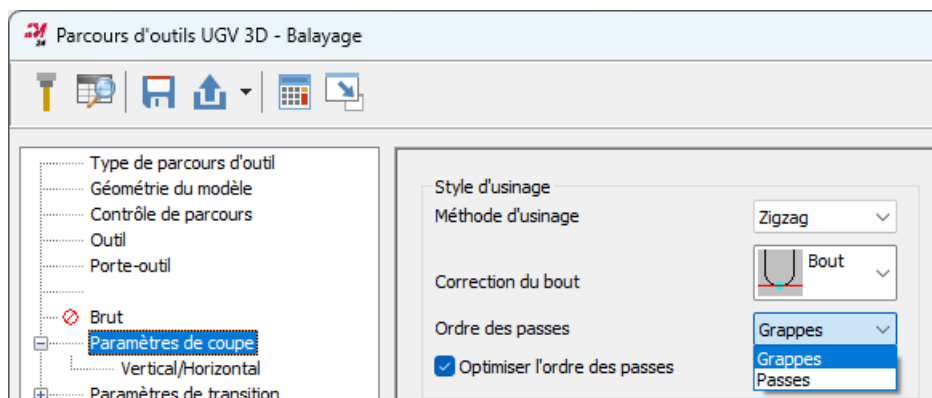 Parcours d'outils UGV 3D - Balayage
Type de parcours d'outil
Géométrie du modèle
Contrôle de parcours
Outil
Porte-outil
Brut
Paramètres de coupe
Vertical/Horizontal
Paramètres de transition
Style d'usinage
Méthode d'usinage
Zigzag
Correction du bout
Bout
Ordre des passes
Grappes
Grappes
Passes
Optimiser l'ordre des passes